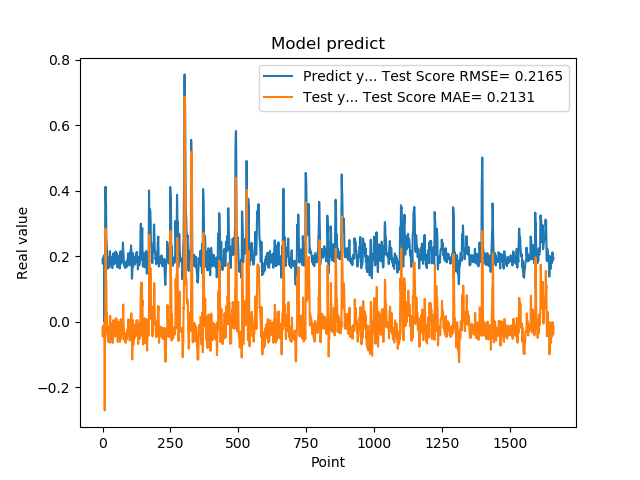 Model predict
Predict y... Test Score RMSE= 0.2165
Test y... Test Score MAE= 0.2131
Real value
0.8
0.6
0.4
0.2
0.0
−0.2
0 250 500 750 1000 1250 1500
Point